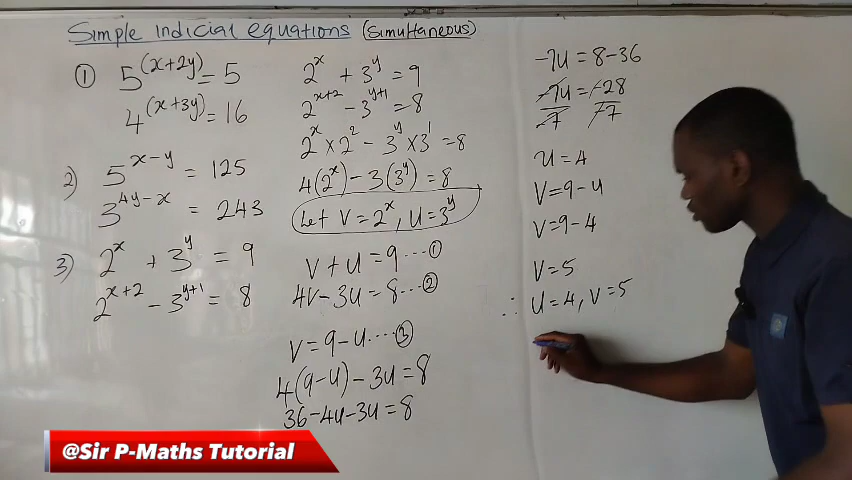 Simple indicial equations (Simultaneous)
① 5^(x+2y) = 5
4^(x+3y) = 16
2) 5^x-y = 125
3^4y-x = 243
3) 2^x + 3^y = 9
2^x+2 - 3^y+1 = 8
2^x + 3^y = 9
2^x+2 - 3^y+1 = 8
2^x × 2^2 - 3^y × 3^1 = 8
4(2^x) - 3(3^y) = 8
Let V = 2^x, U = 3^y
V + U = 9 ... ①
4V - 3U = 8 ... ②
V = 9 - U ... ③
4(9-U) - 3U = 8
36 - 4U - 3U = 8
-7U = 8 - 36
-7U = -28
-7 -7
U = 4
V = 9 - U
V = 9 - 4
V = 5
∴ U = 4, V = 5
@Sir P-Maths Tutorial